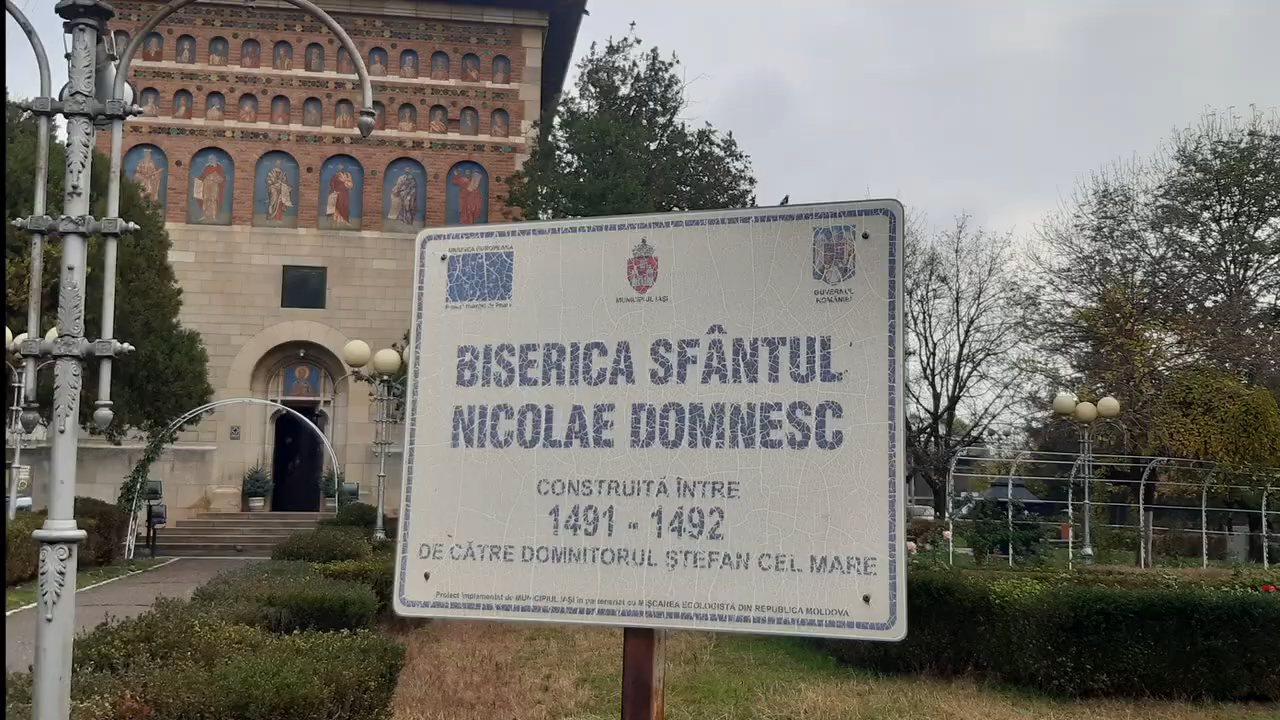 UNIUNEA EUROPEANĂ
MUNICIPIUL IAȘI
GUVERNUL
ROMÂNIEI
BISERICA SFÂNTUL
NICOLAE DOMNESC
CONSTRUITĂ ÎNTRE
1491 - 1492
DE CĂTRE DOMNITORUL ȘTEFAN CEL MARE
Proiect implementat de MUNICIPIUL IAȘI în parteneriat cu MIȘCAREA ECOLOGISTĂ DIN REPUBLICA MOLDOVA